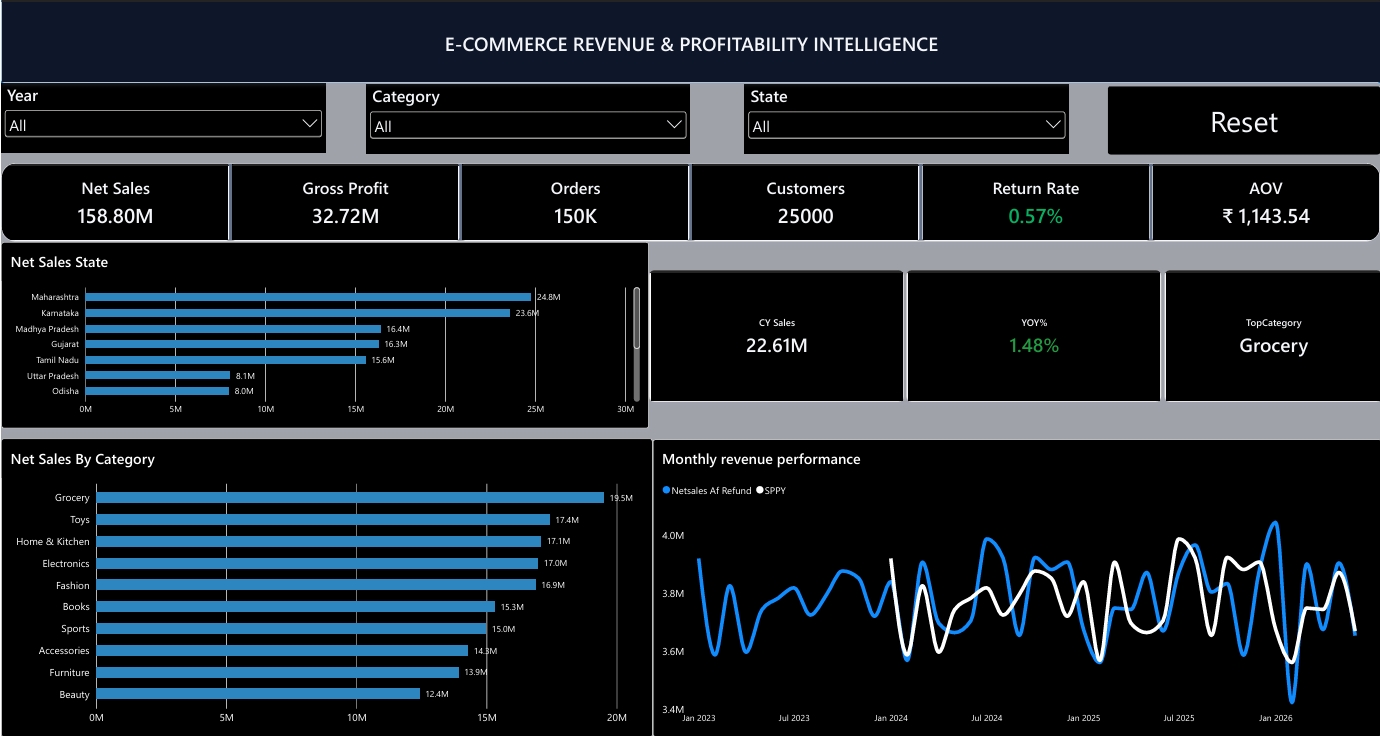 E-COMMERCE REVENUE & PROFITABILITY INTELLIGENCE
Year
All
Category
All
State
All
Reset
Net Sales
158.80M
Gross Profit
32.72M
Orders
150K
Customers
25000
Return Rate
0.57%
AOV
₹ 1,143.54
Net Sales State
Maharashtra 24.8M
Karnataka 23.6M
Madhya Pradesh 16.4M
Gujarat 16.3M
Tamil Nadu 15.6M
Uttar Pradesh 8.1M
Odisha 8.0M
0M 5M 10M 15M 20M 25M 30M
CY Sales
22.61M
YOY%
1.48%
TopCategory
Grocery
Net Sales By Category
Grocery 19.5M
Toys 17.4M
Home & Kitchen 17.1M
Electronics 17.0M
Fashion 16.9M
Books 15.3M
Sports 15.0M
Accessories 14.3M
Furniture 13.9M
Beauty 12.4M
0M 5M 10M 15M 20M
Monthly revenue performance
Netsales Af Refund SPPY
4.0M
3.8M
3.6M
3.4M
Jan 2023 Jul 2023 Jan 2024 Jul 2024 Jan 2025 Jul 2025 Jan 2026